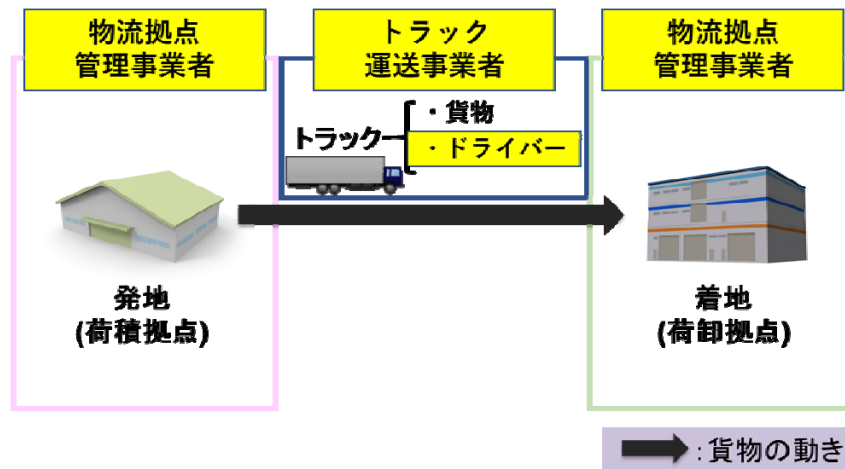 物流拠点
管理事業者
トラック
運送事業者
物流拠点
管理事業者
トラック
・貨物
・ドライバー
発地
(荷積拠点)
着地
(荷卸拠点)
:貨物の動き